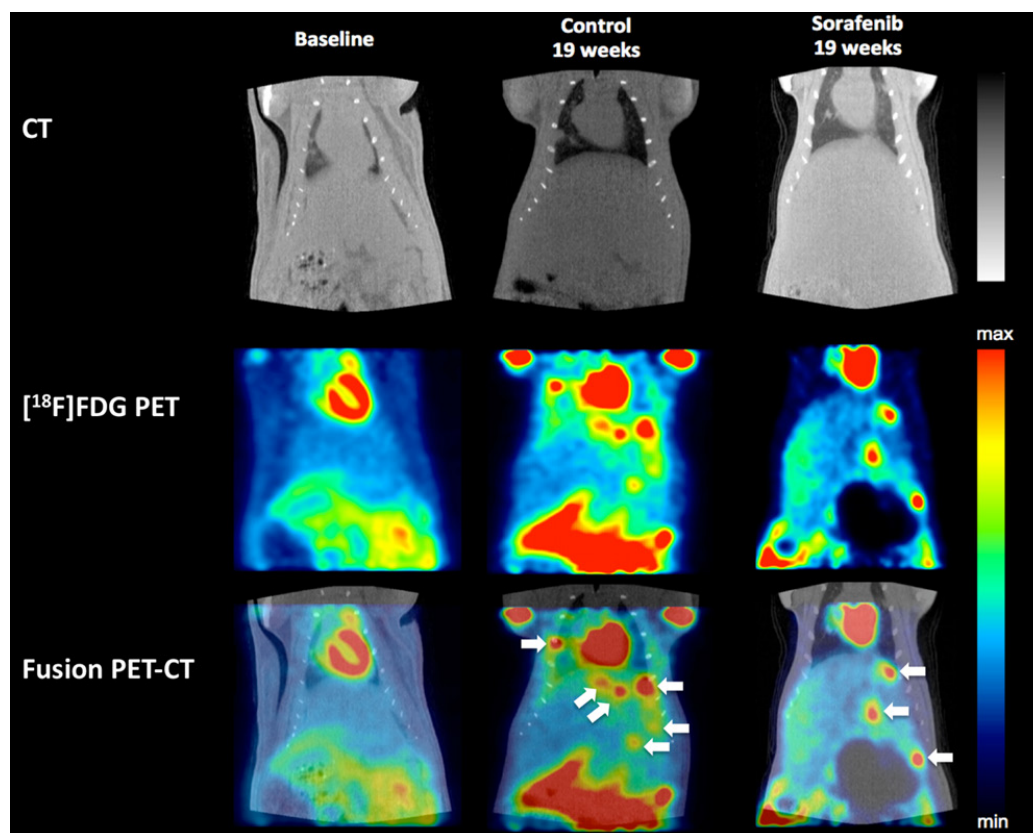 Baseline
Control
19 weeks
Sorafenib
19 weeks
CT
max
[¹⁸F]FDG PET
Fusion PET-CT
min